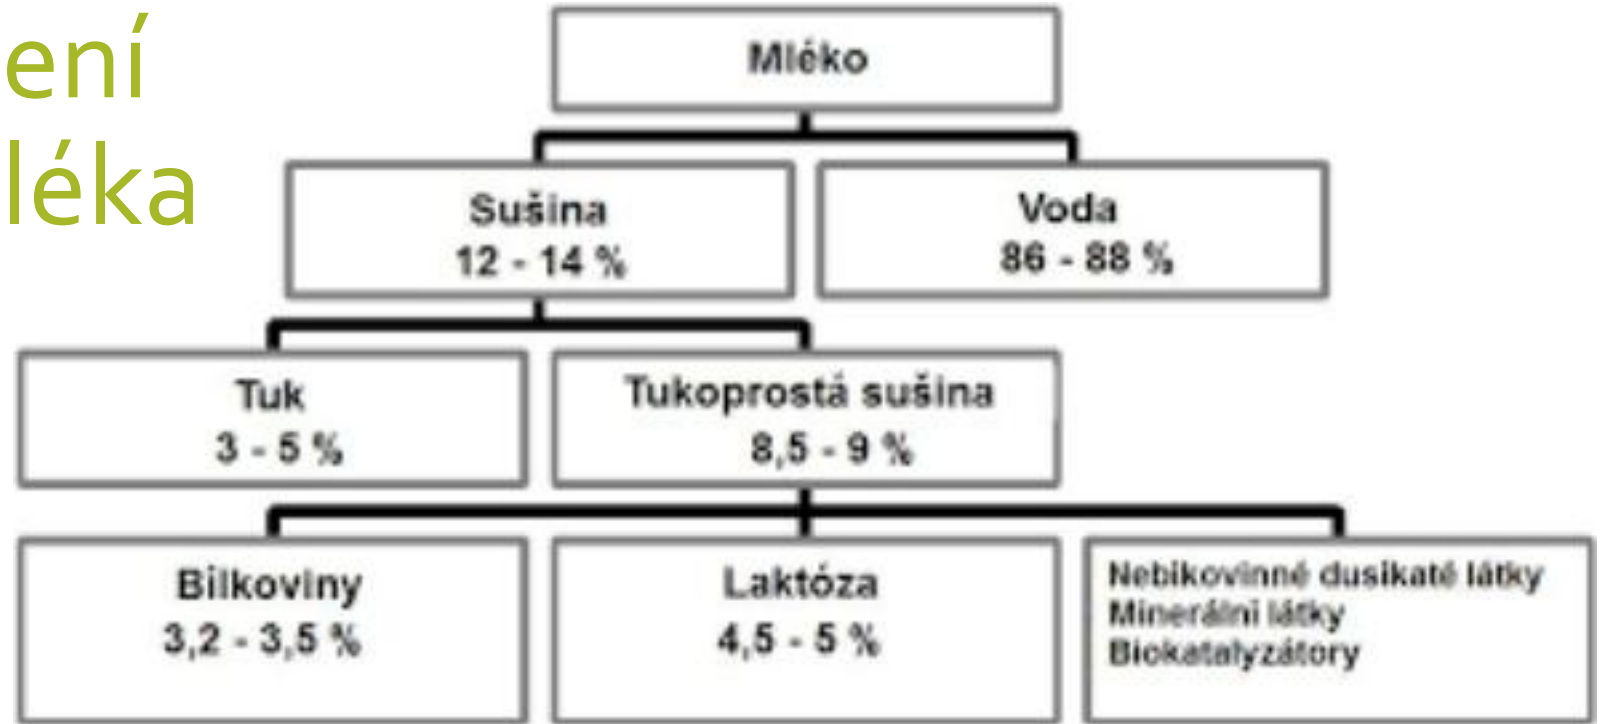 ení
léka
Mléko
Sušina
12 - 14 %
Voda
86 - 88 %
Tuk
3 - 5 %
Tukoprostá sušina
8,5 - 9 %
Bílkoviny
3,2 - 3,5 %
Laktóza
4,5 - 5 %
Nebíkovinné dusíkaté látky
Minerální látky
Biokatalyzátory